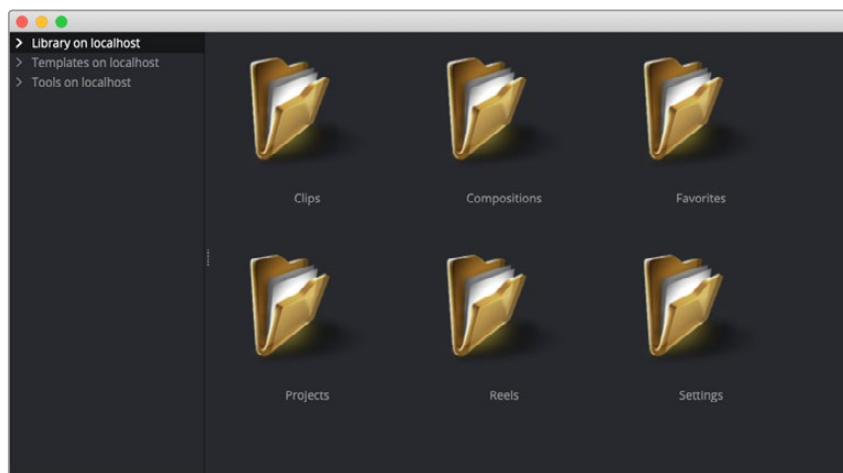 Library on localhost
Templates on localhost
Tools on localhost
Clips
Compositions
Favorites
Projects
Reels
Settings